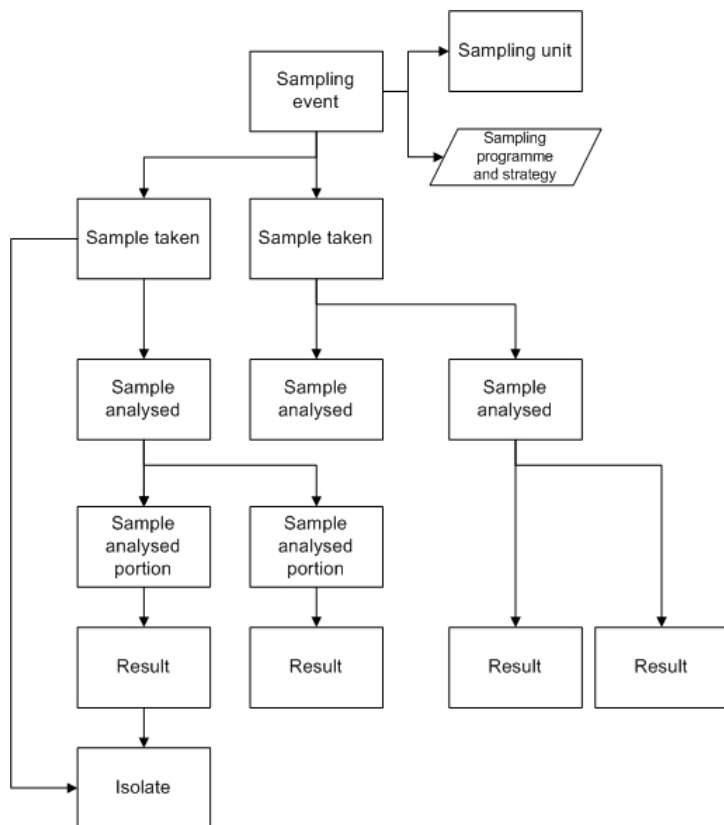 Sampling unit
Sampling
event
Sampling
programme
and strategy
Sample taken
Sample taken
Sample
analysed
Sample
analysed
Sample
analysed
Sample
analysed
portion
Sample
analysed
portion
Result
Result
Result
Result
Isolate